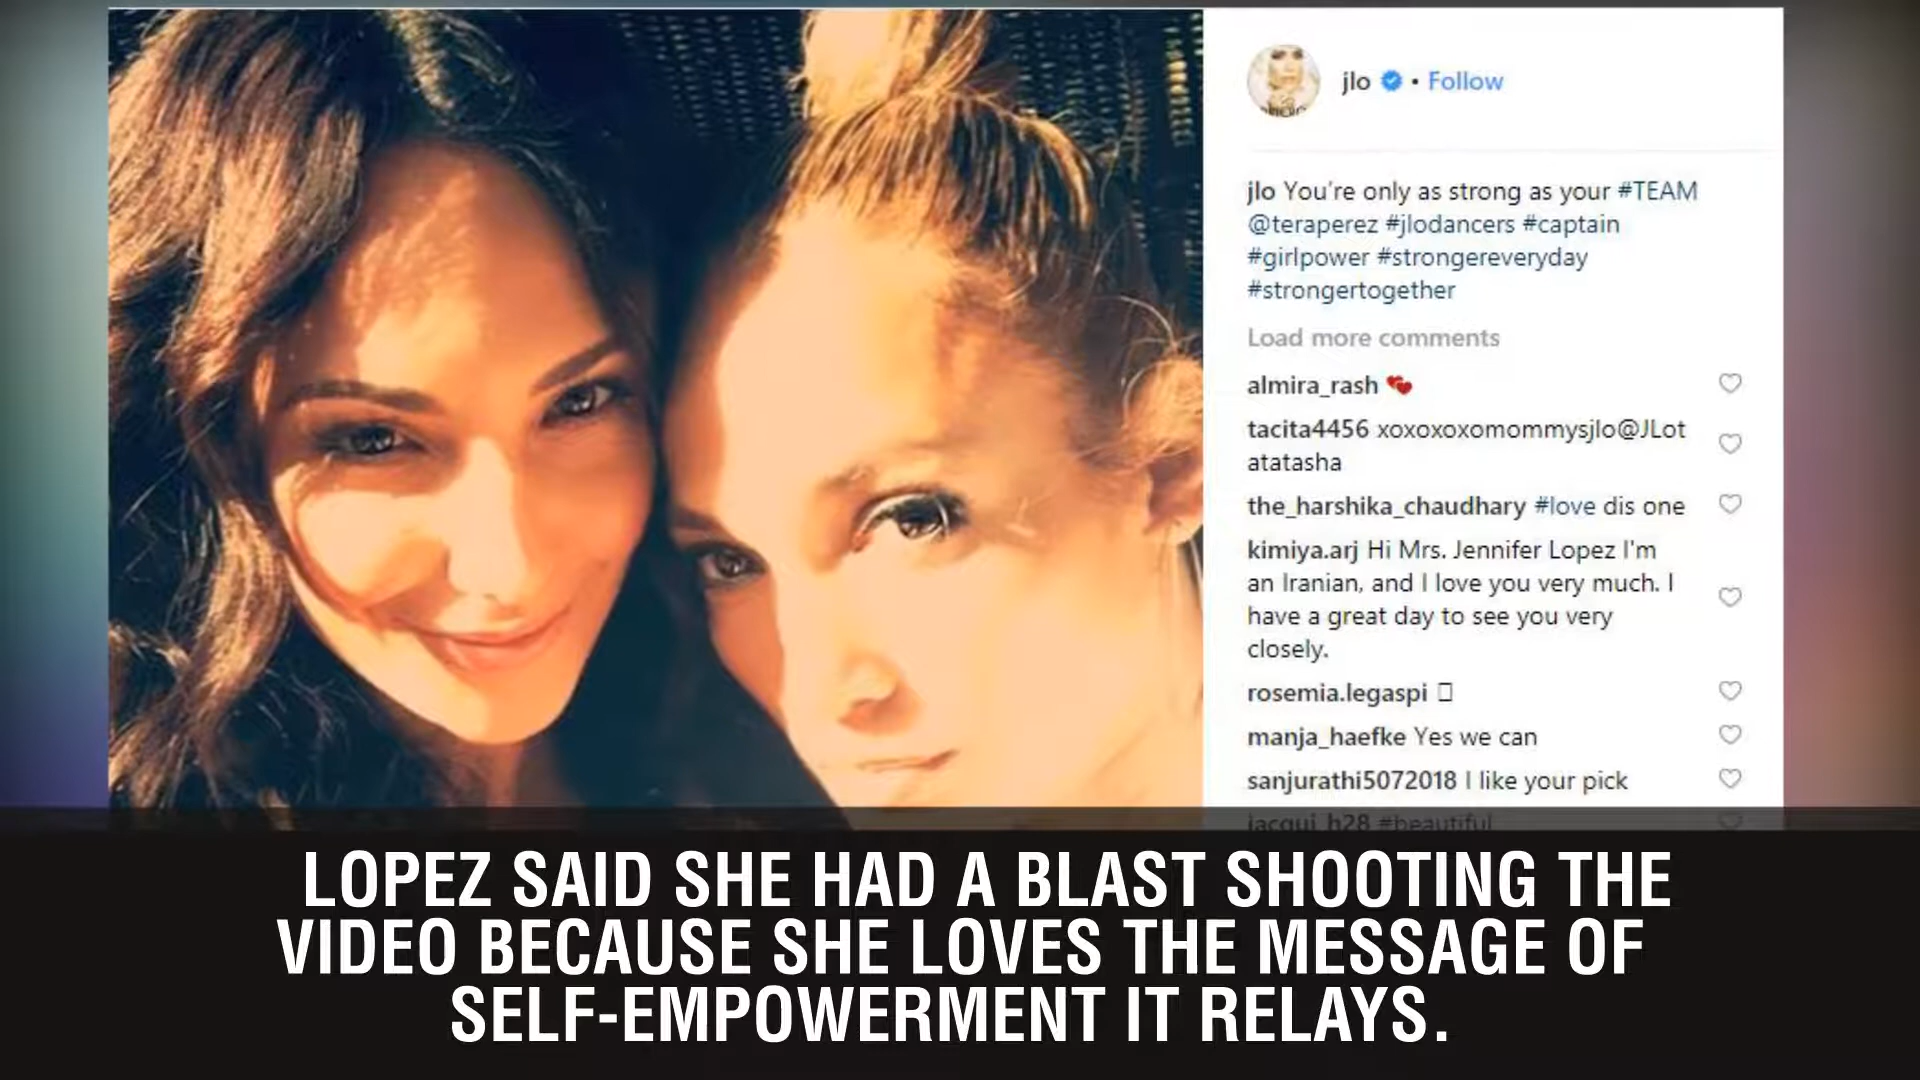 jlo • Follow
jlo You're only as strong as your #TEAM
@teraperez #jlodancers #captain
#girlpower #strongereveryday
#strongertogether
Load more comments
almira_rash
tacita4456 xoxoxoxomommysjlo@JLot
atatasha
the_harshika_chaudhary #love dis one
kimiya.arj Hi Mrs. Jennifer Lopez I'm
an Iranian, and I love you very much. I
have a great day to see you very
closely.
rosemia.legaspi
manja_haefke Yes we can
sanjurathi5072018 I like your pick
jacqui_h28 #beautiful
LOPEZ SAID SHE HAD A BLAST SHOOTING THE
VIDEO BECAUSE SHE LOVES THE MESSAGE OF
SELF-EMPOWERMENT IT RELAYS.